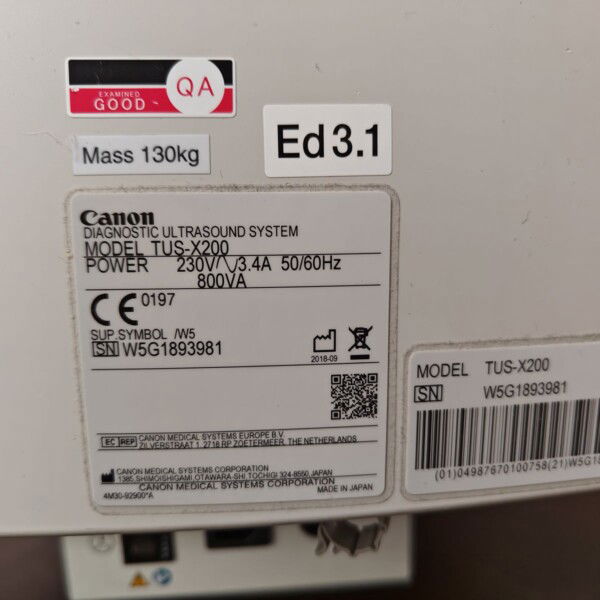 EXAMINED
GOOD
QA
Mass 130kg
Ed 3.1
Canon
DIAGNOSTIC ULTRASOUND SYSTEM
MODEL TUS-X200
POWER 230V 3.4A 50/60Hz
800VA
CE 0197
SUP.SYMBOL /W5
SN W5G1893981
2018-09
EC REP CANON MEDICAL SYSTEMS EUROPE B.V.
ZILVERSTRAAT 1, 2718 RP ZOETERMEER, THE NETHERLANDS
CANON MEDICAL SYSTEMS CORPORATION
1385, SHIMOISHIGAMI, OTAWARA-SHI, TOCHIGI 324-8550, JAPAN
CANON MEDICAL SYSTEMS CORPORATION
4M30-92900*A MADE IN JAPAN
MODEL TUS-X200
SN W5G1893981
(01)04987670100758(21)W5G18